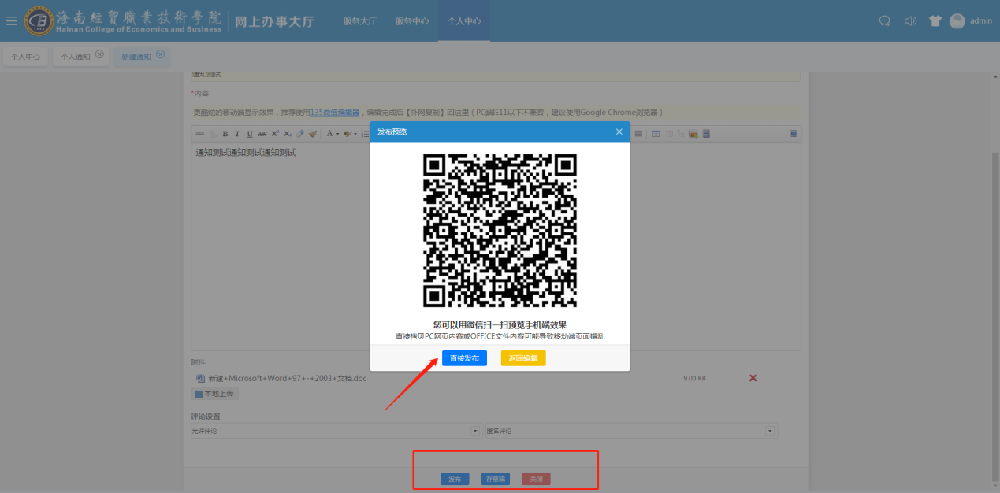 海南经贸職業技術學院
Hainan College of Economics and Business
网上办事大厅
服务大厅
服务中心
个人中心
admin
个人中心
个人通知
新建通知
通知测试
*内容
更酷炫的移动端显示效果，推荐使用135微信编辑器，编辑完成后【外网复制】回这里（PC端IE11以下不兼容，建议使用Google Chrome浏览器）
B I U ABC X² X₂ A
通知测试通知测试通知测试
发布预览
您可以用微信扫一扫预览手机端效果
直接拷贝PC网页内容或OFFICE文件内容可能导致移动端页面错乱
直接发布
返回编辑
附件
新建+Microsoft+Word+97+-+2003+文档.doc
9.00 KB
本地上传
评论设置
允许评论
匿名评论
发布
存草稿
关闭